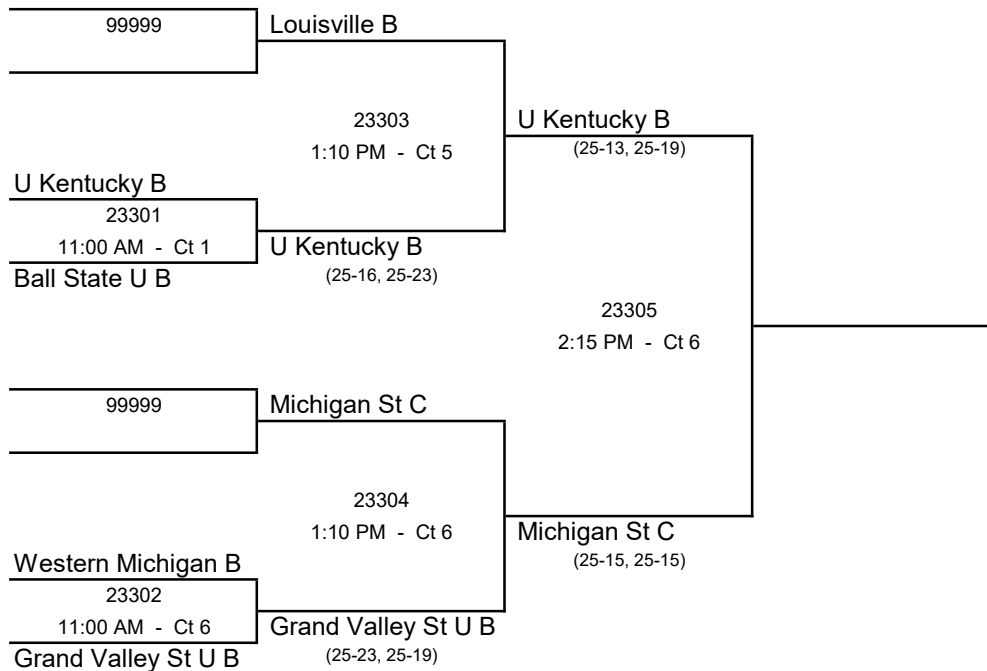 99999
Louisville B
23303
1:10 PM - Ct 5
U Kentucky B
(25-13, 25-19)
U Kentucky B
23301
11:00 AM - Ct 1
Ball State U B
U Kentucky B
(25-16, 25-23)
23305
2:15 PM - Ct 6
99999
Michigan St C
23304
1:10 PM - Ct 6
Michigan St C
(25-15, 25-15)
Western Michigan B
23302
11:00 AM - Ct 6
Grand Valley St U B
Grand Valley St U B
(25-23, 25-19)